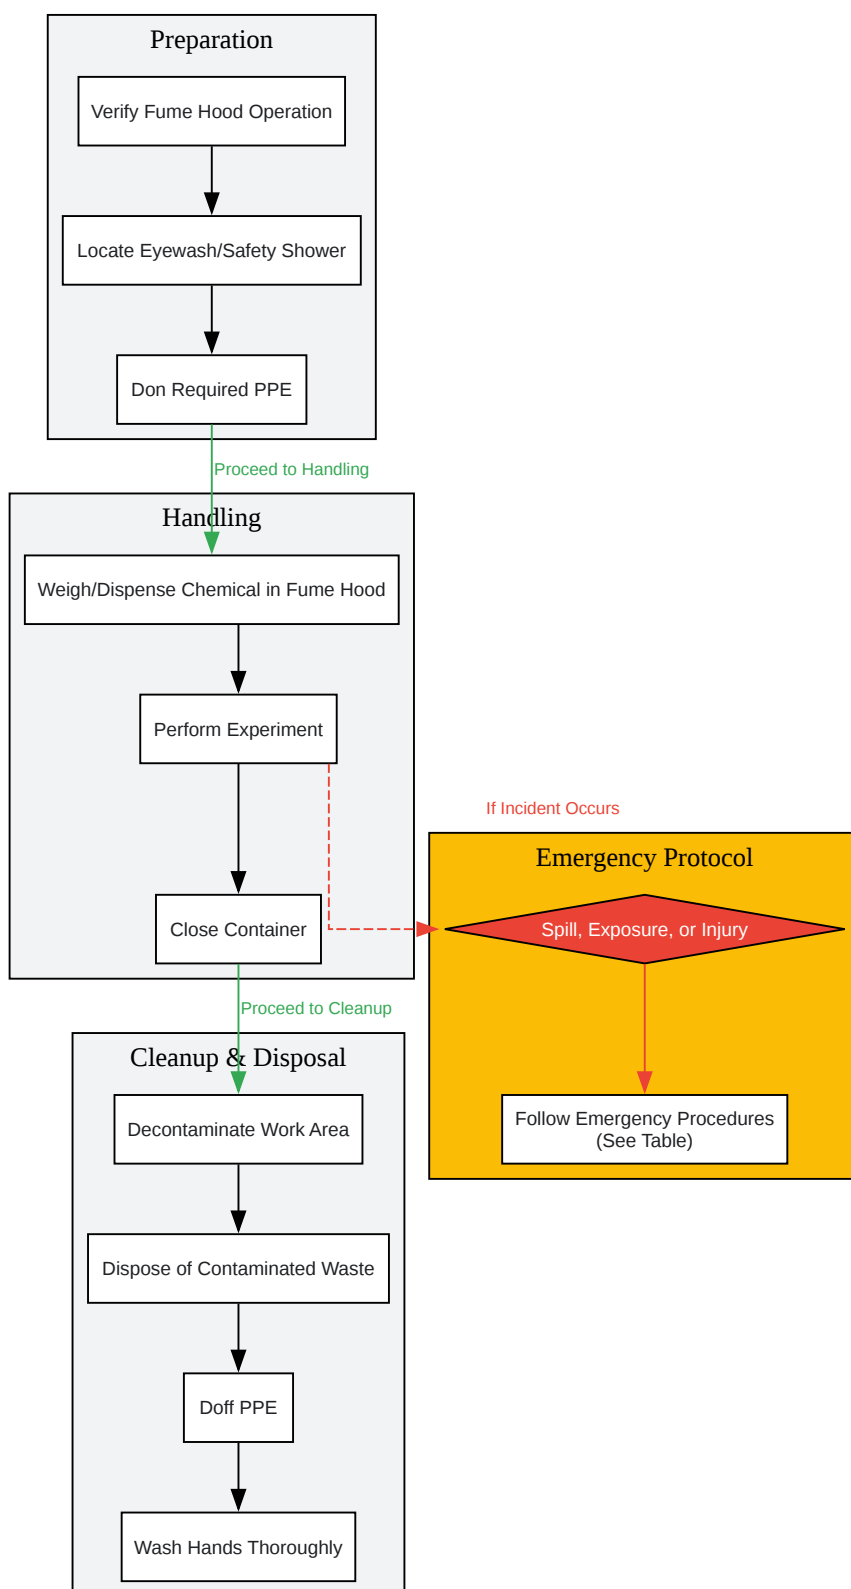 Preparation
Verify Fume Hood Operation
Locate Eyewash/Safety Shower
Don Required PPE
Proceed to Handling
Handling
Weigh/Dispense Chemical in Fume Hood
Perform Experiment
If Incident Occurs
Emergency Protocol
Close Container
Spill, Exposure, or Injury
Proceed to Cleanup
Cleanup & Disposal
Decontaminate Work Area
Follow Emergency Procedures
(See Table)
Dispose of Contaminated Waste
Doff PPE
Wash Hands Thoroughly